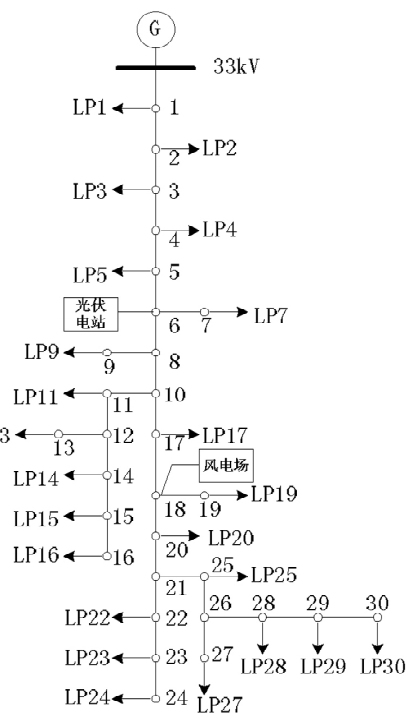 G
33kV
LP1 1
2 LP2
LP3 3
4 LP4
LP5 5
光伏
电站
6 7 LP7
LP9 9 8
LP11 11 10
3 13 12 17 LP17
风电场
LP14 14
18 19 LP19
LP15 15
20 LP20
LP16 16
21 25 LP25
LP22 22 26 28 29 30
LP23 23 27 LP28 LP29 LP30
LP24 24 LP27